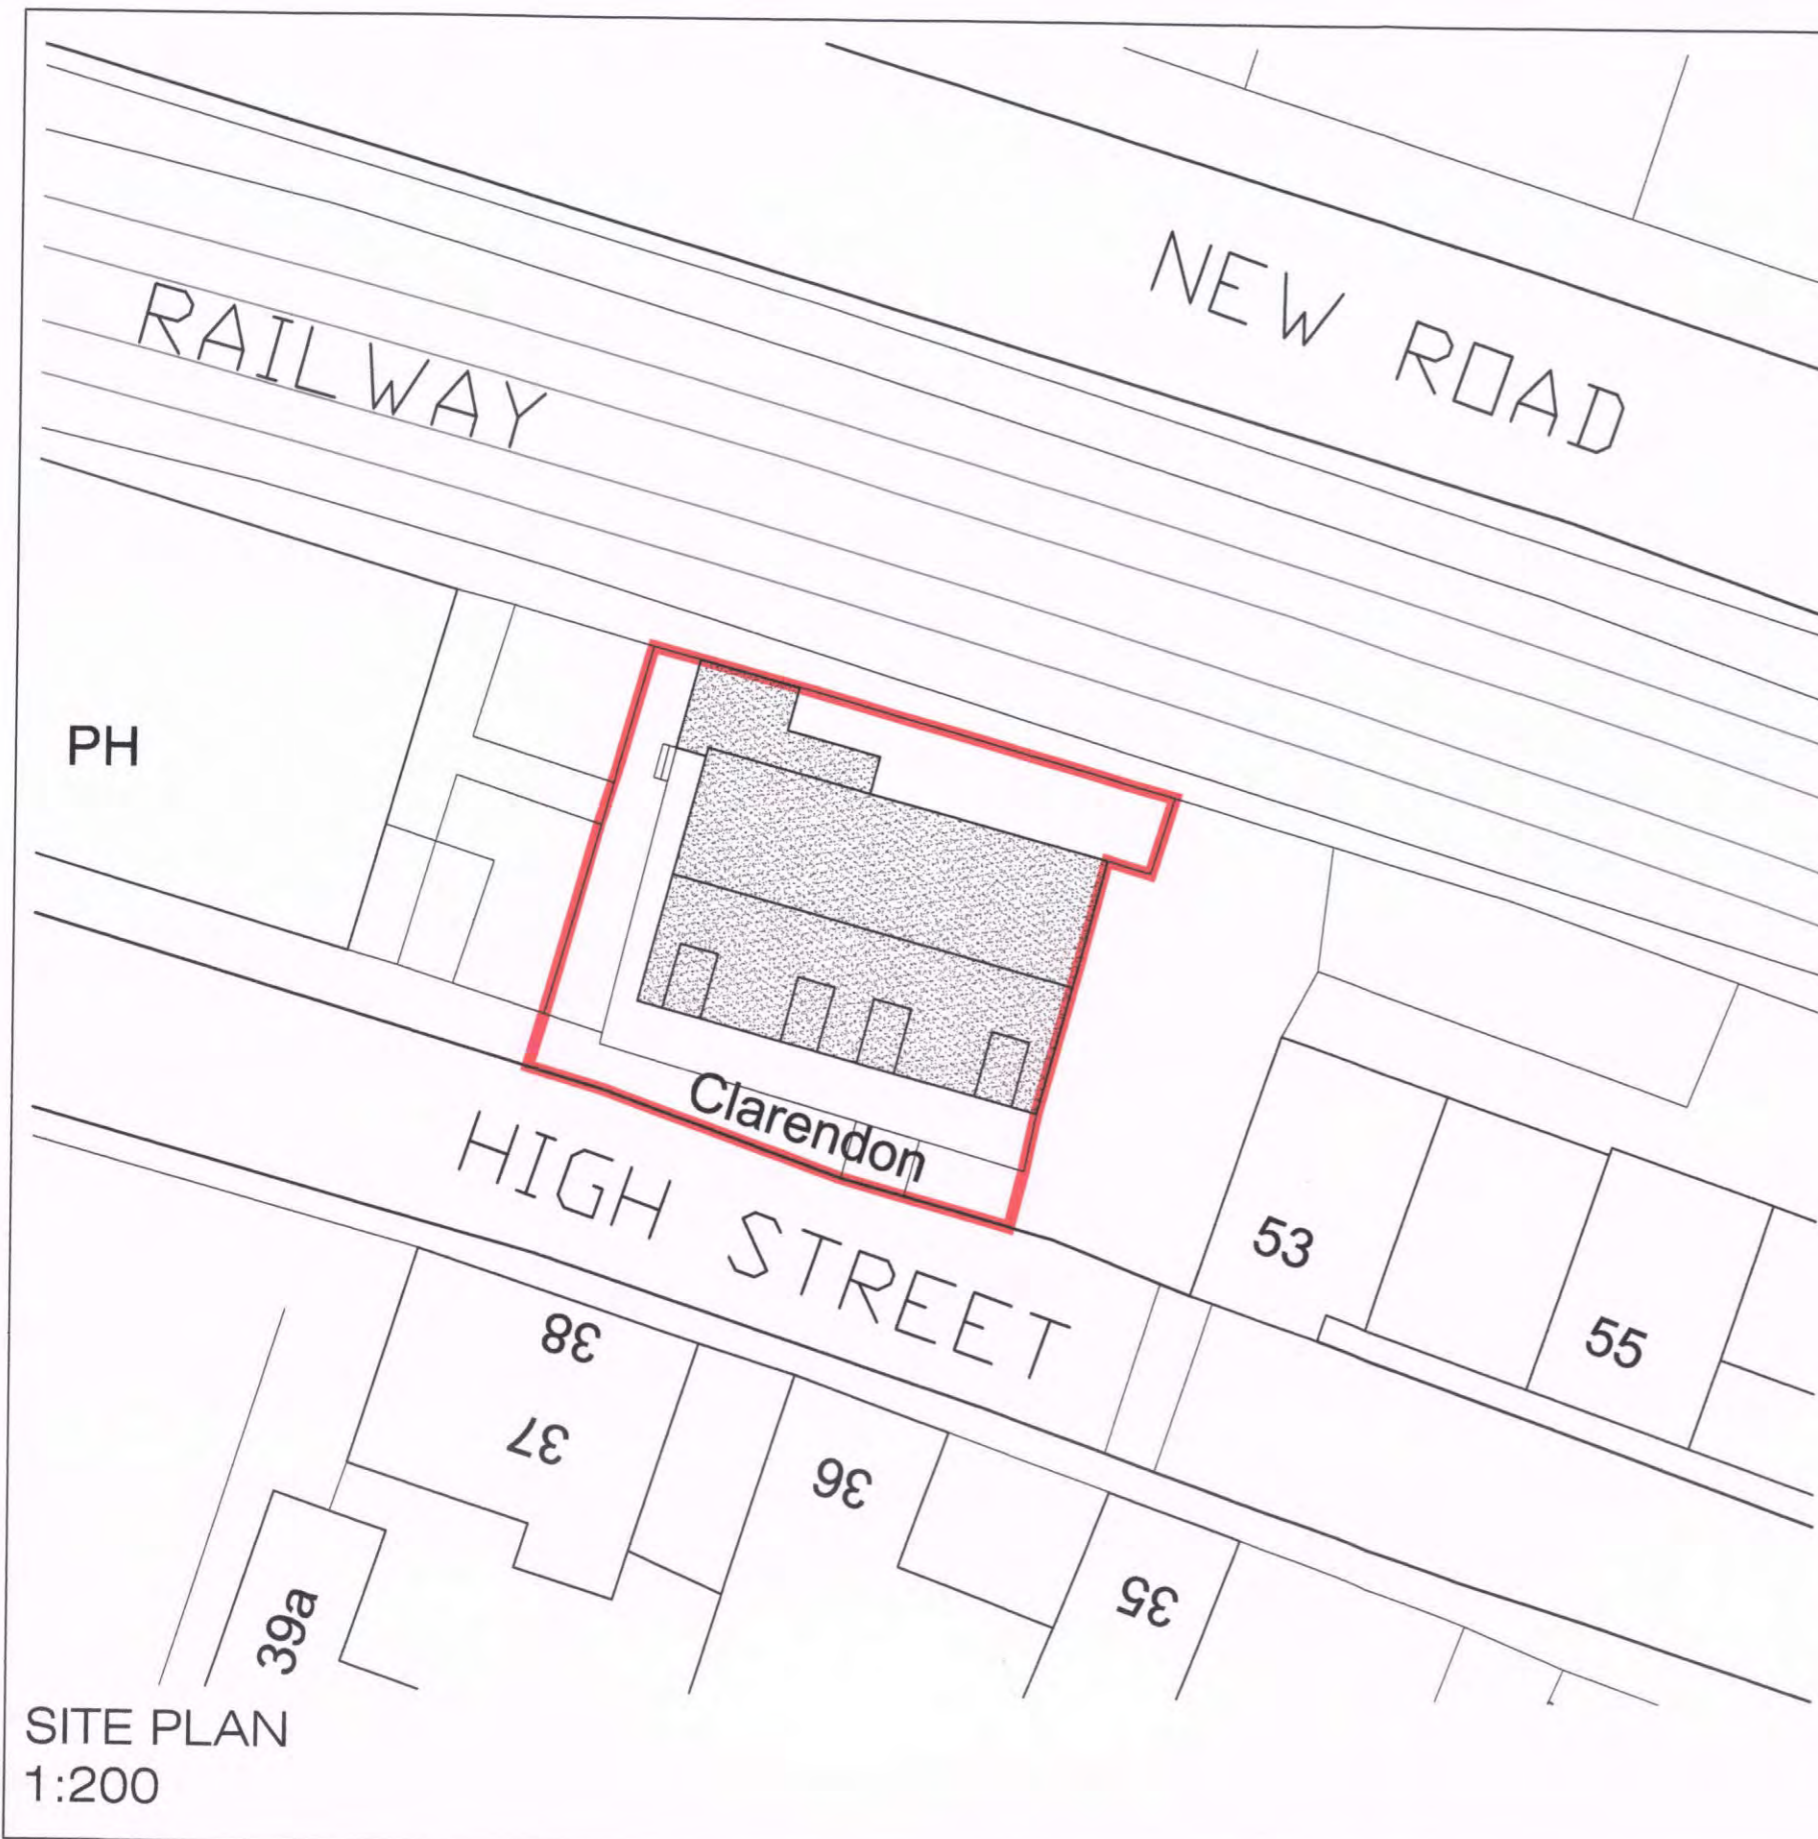 NEW ROAD
RAILWAY
PH
Clarendon
HIGH STREET
53
55
38
37
36
35
39a
SITE PLAN
1:200